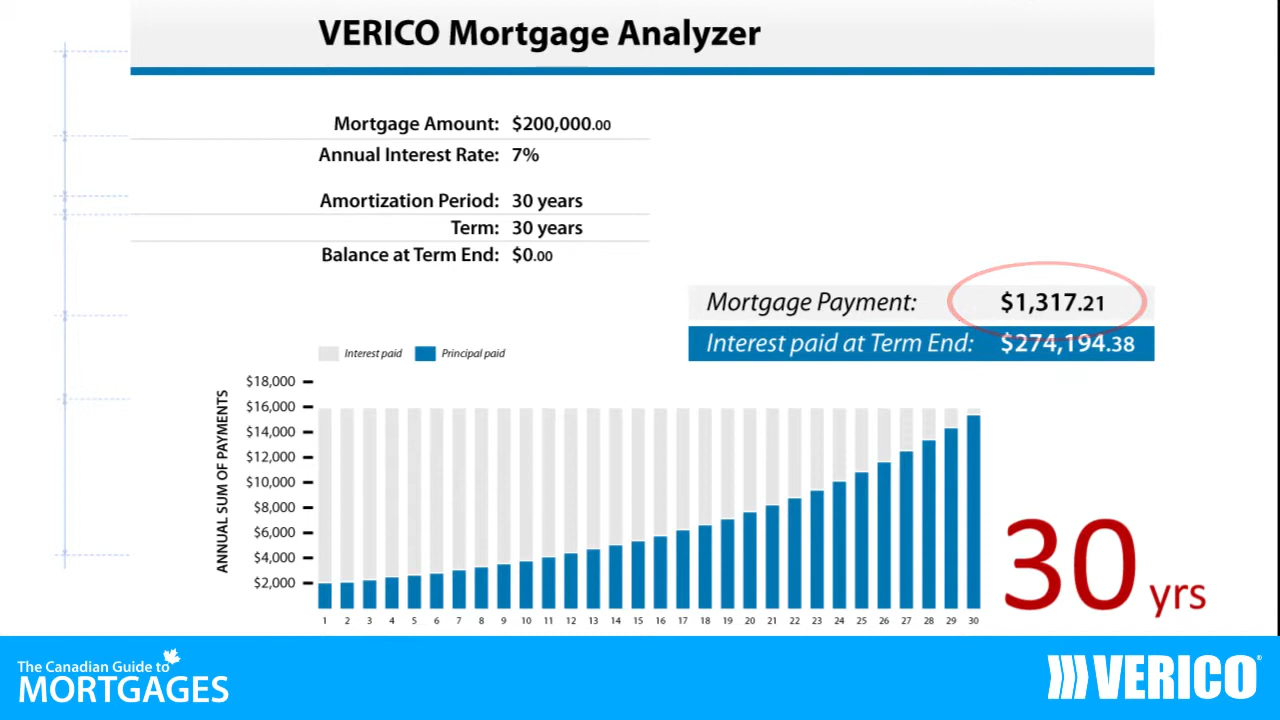 VERICO Mortgage Analyzer
Mortgage Amount: $200,000.00
Annual Interest Rate: 7%
Amortization Period: 30 years
Term: 30 years
Balance at Term End: $0.00
Mortgage Payment: $1,317.21
Interest paid at Term End: $274,194.38
Interest paid Principal paid
ANNUAL SUM OF PAYMENTS
$18,000
$16,000
$14,000
$12,000
$10,000
$8,000
$6,000
$4,000
$2,000
1 2 3 4 5 6 7 8 9 10 11 12 13 14 15 16 17 18 19 20 21 22 23 24 25 26 27 28 29 30
30 yrs
The Canadian Guide to
MORTGAGES
VERICO®